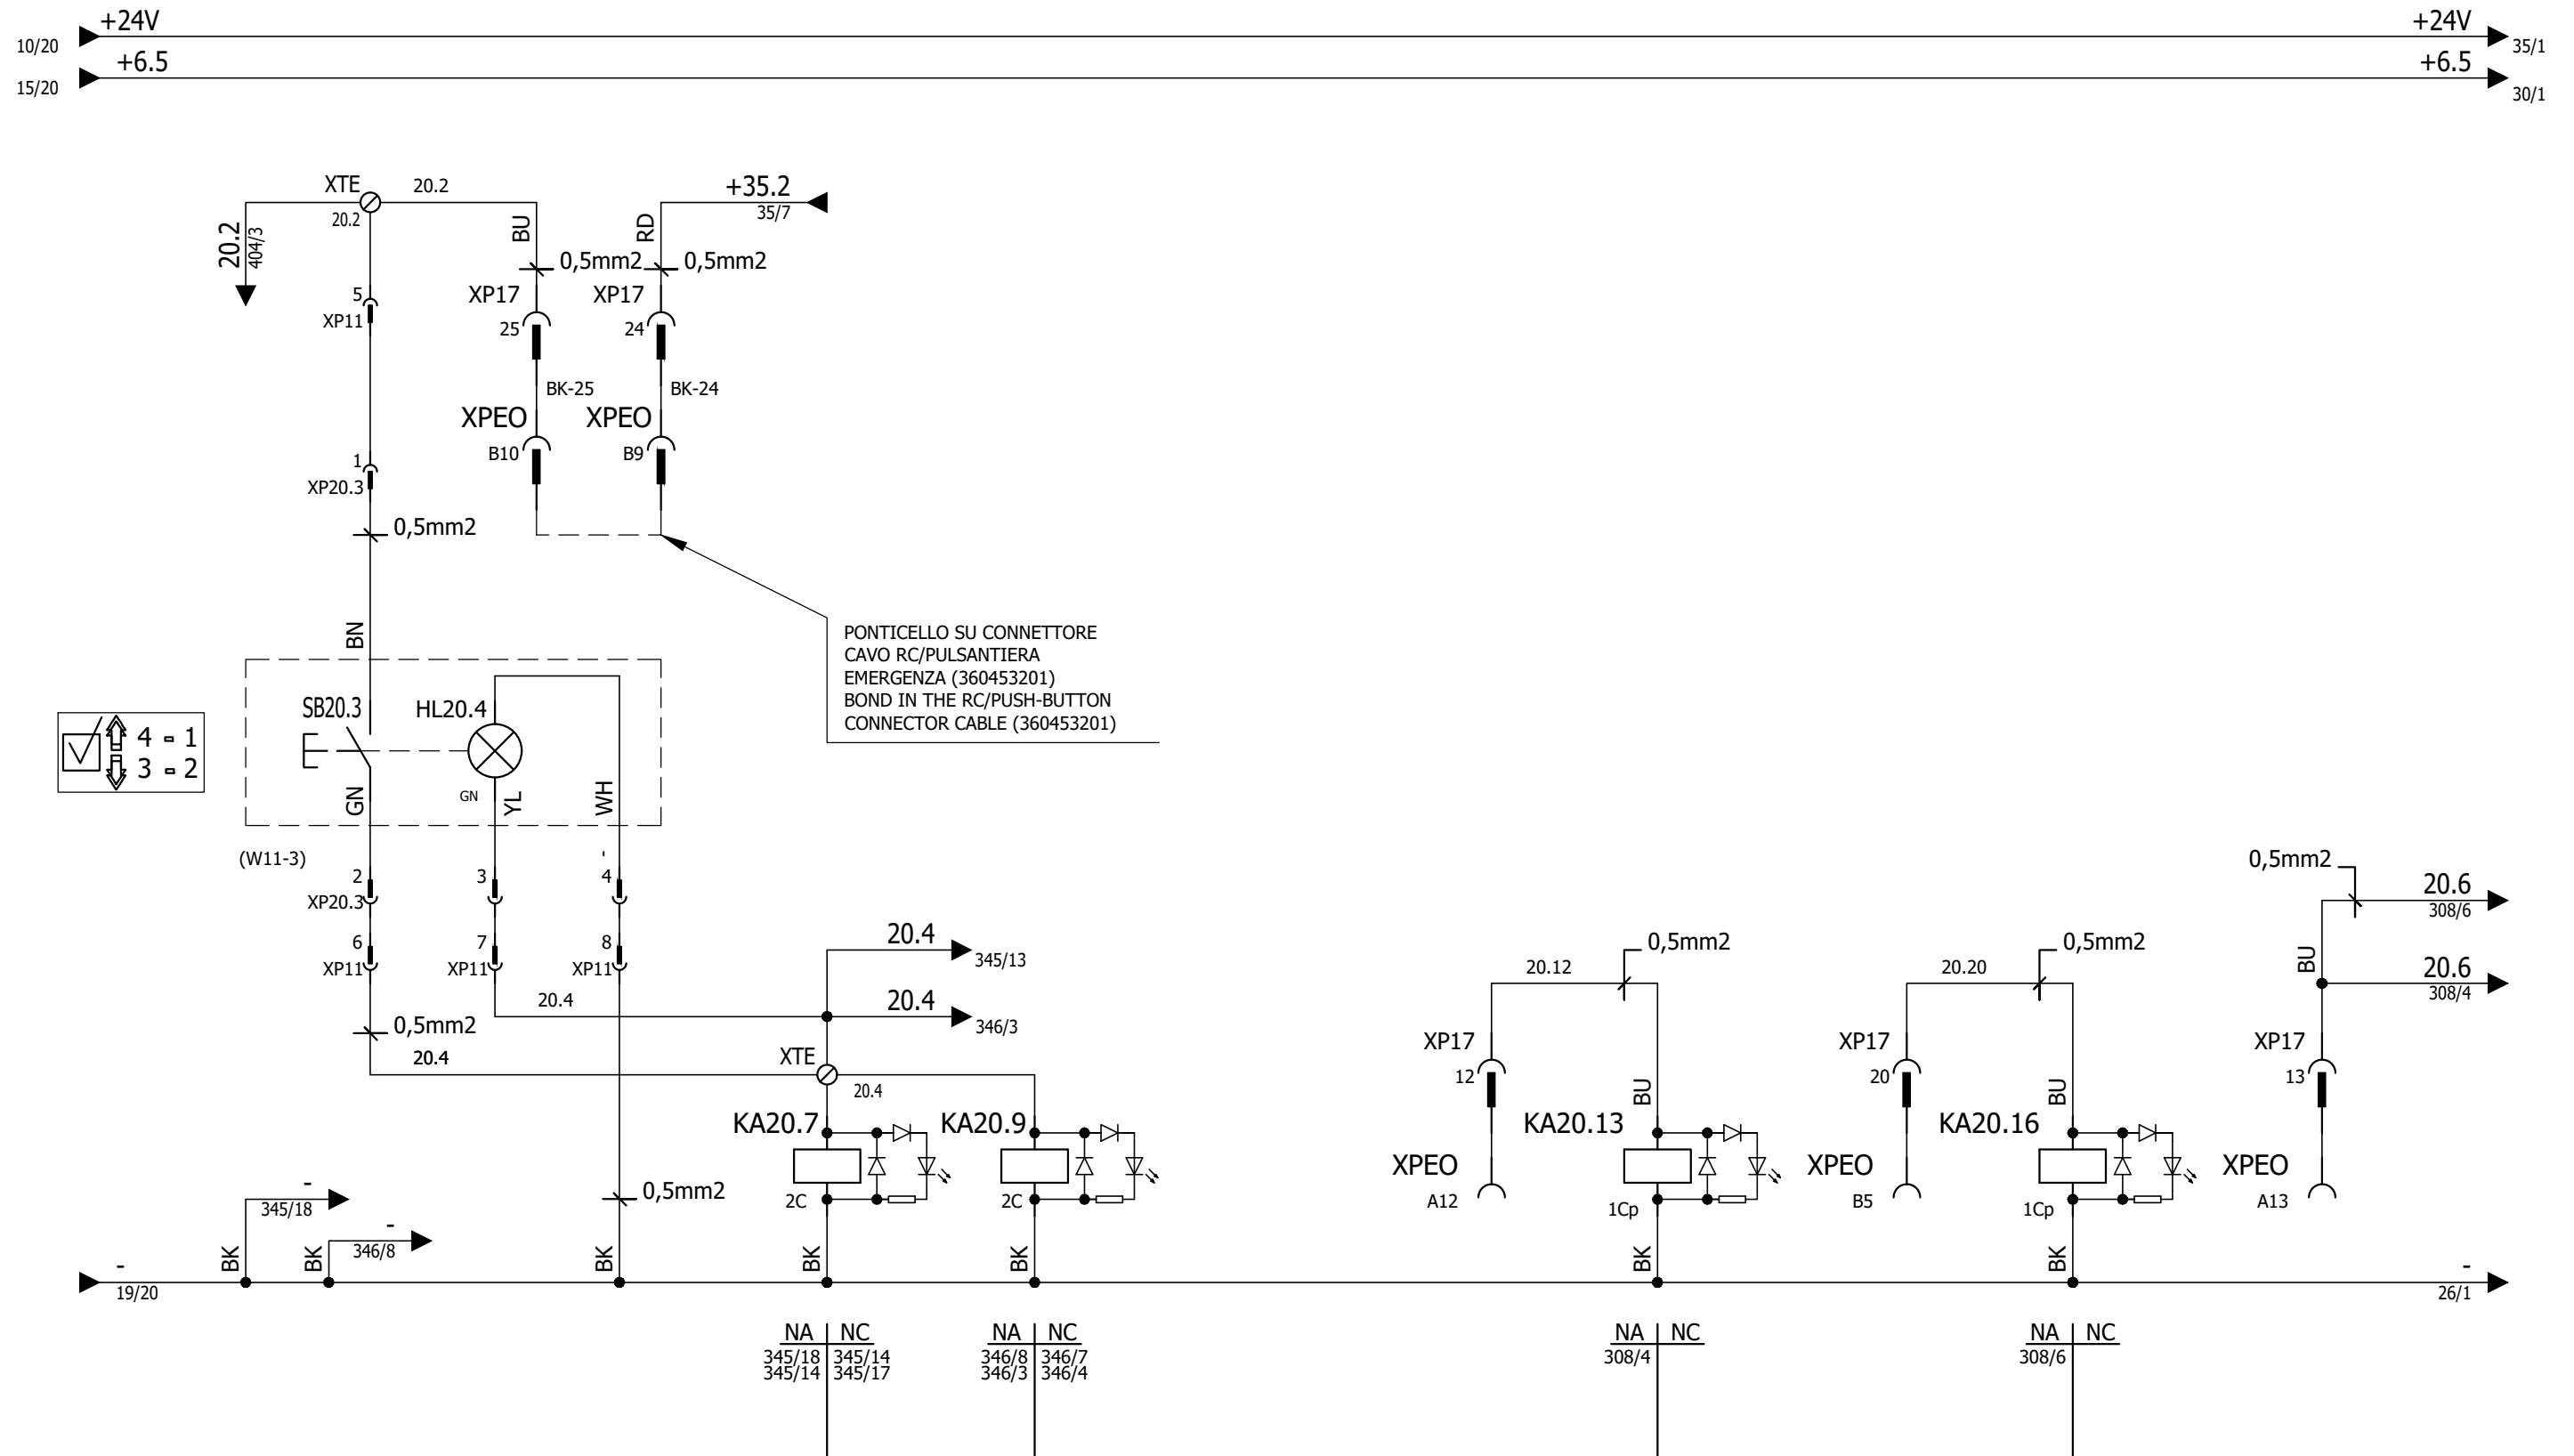 +24V
+24V
10/20
35/1
+6.5
+6.5
15/20
30/1
XTE
20.2
20.2
+35.2
35/7
20.2
404/3
BU
RD
0,5mm2
0,5mm2
5
XP11
XP17
XP17
25
24
BK-25
BK-24
XPEO
XPEO
B10
B9
1
XP20.3
0,5mm2
BN
PONTICELLO SU CONNETTORE
CAVO RC/PULSANTIERA
EMERGENZA (360453201)
BOND IN THE RC/PUSH-BUTTON
CONNECTOR CABLE (360453201)
SB20.3
HL20.4
4 - 1
3 - 2
GN
GN
YL
WH
(W11-3)
-
2
3
4
XP20.3
6
7
8
XP11
XP11
XP11
20.4
345/13
20.4
20.4
346/3
0,5mm2
20.4
XTE
20.4
0,5mm2
20.6
308/6
BU
20.6
308/4
20.12
0,5mm2
20.20
0,5mm2
XP17
XP17
XP17
12
20
13
BU
BU
KA20.7
KA20.9
KA20.13
KA20.16
XPEO
XPEO
XPEO
2C
2C
A12
1Cp
B5
1Cp
A13
0,5mm2
-
345/18
-
346/8
BK
BK
BK
BK
BK
BK
BK
-
19/20
-
26/1
NA NC
345/18 345/14
345/14 345/17
NA NC
346/8 346/7
346/3 346/4
NA NC
308/4
NA NC
308/6